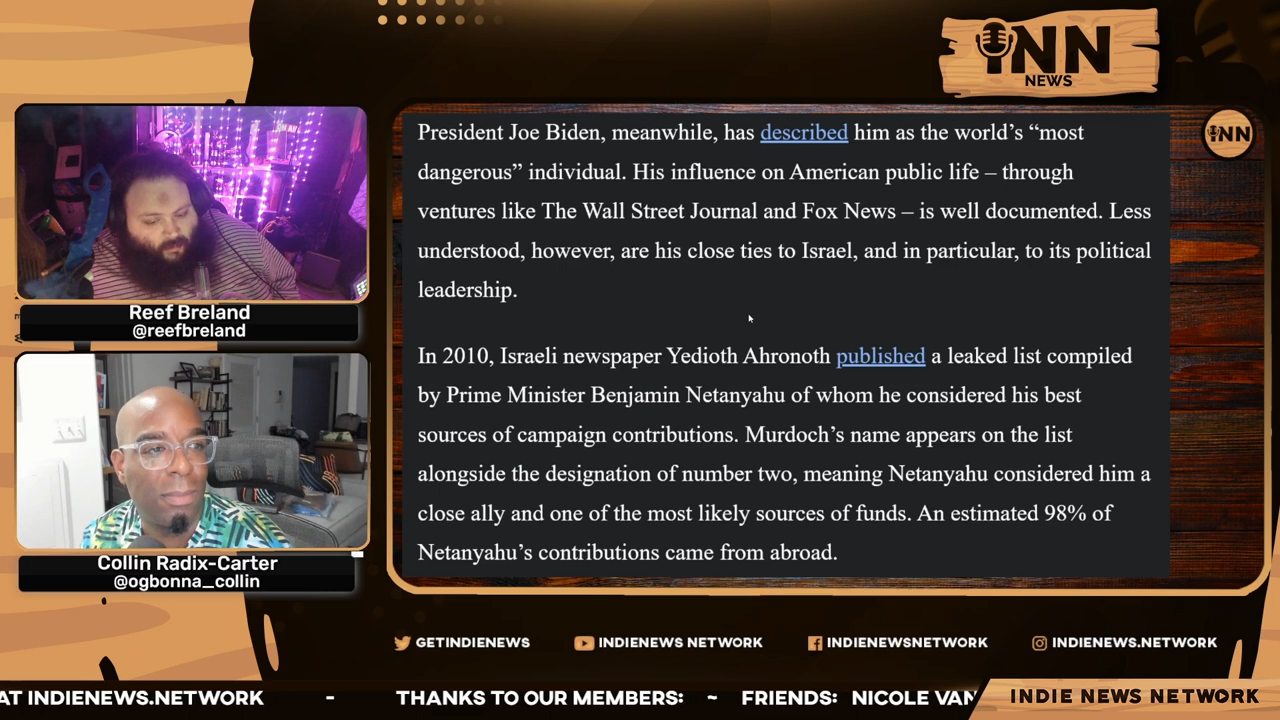 INN
NEWS
INN
President Joe Biden, meanwhile, has described him as the world’s “most
dangerous” individual. His influence on American public life – through
ventures like The Wall Street Journal and Fox News – is well documented. Less
understood, however, are his close ties to Israel, and in particular, to its political
leadership.
In 2010, Israeli newspaper Yedioth Ahronoth published a leaked list compiled
by Prime Minister Benjamin Netanyahu of whom he considered his best
sources of campaign contributions. Murdoch’s name appears on the list
alongside the designation of number two, meaning Netanyahu considered him a
close ally and one of the most likely sources of funds. An estimated 98% of
Netanyahu’s contributions came from abroad.
Reef Breland
@reefbreland
Collin Radix-Carter
@ogbonna_collin
GETINDIENEWS
INDIENEWS NETWORK
INDIENEWSNETWORK
INDIENEWS.NETWORK
AT INDIENEWS.NETWORK - THANKS TO OUR MEMBERS: ~ FRIENDS: NICOLE VAN
INDIE NEWS NETWORK